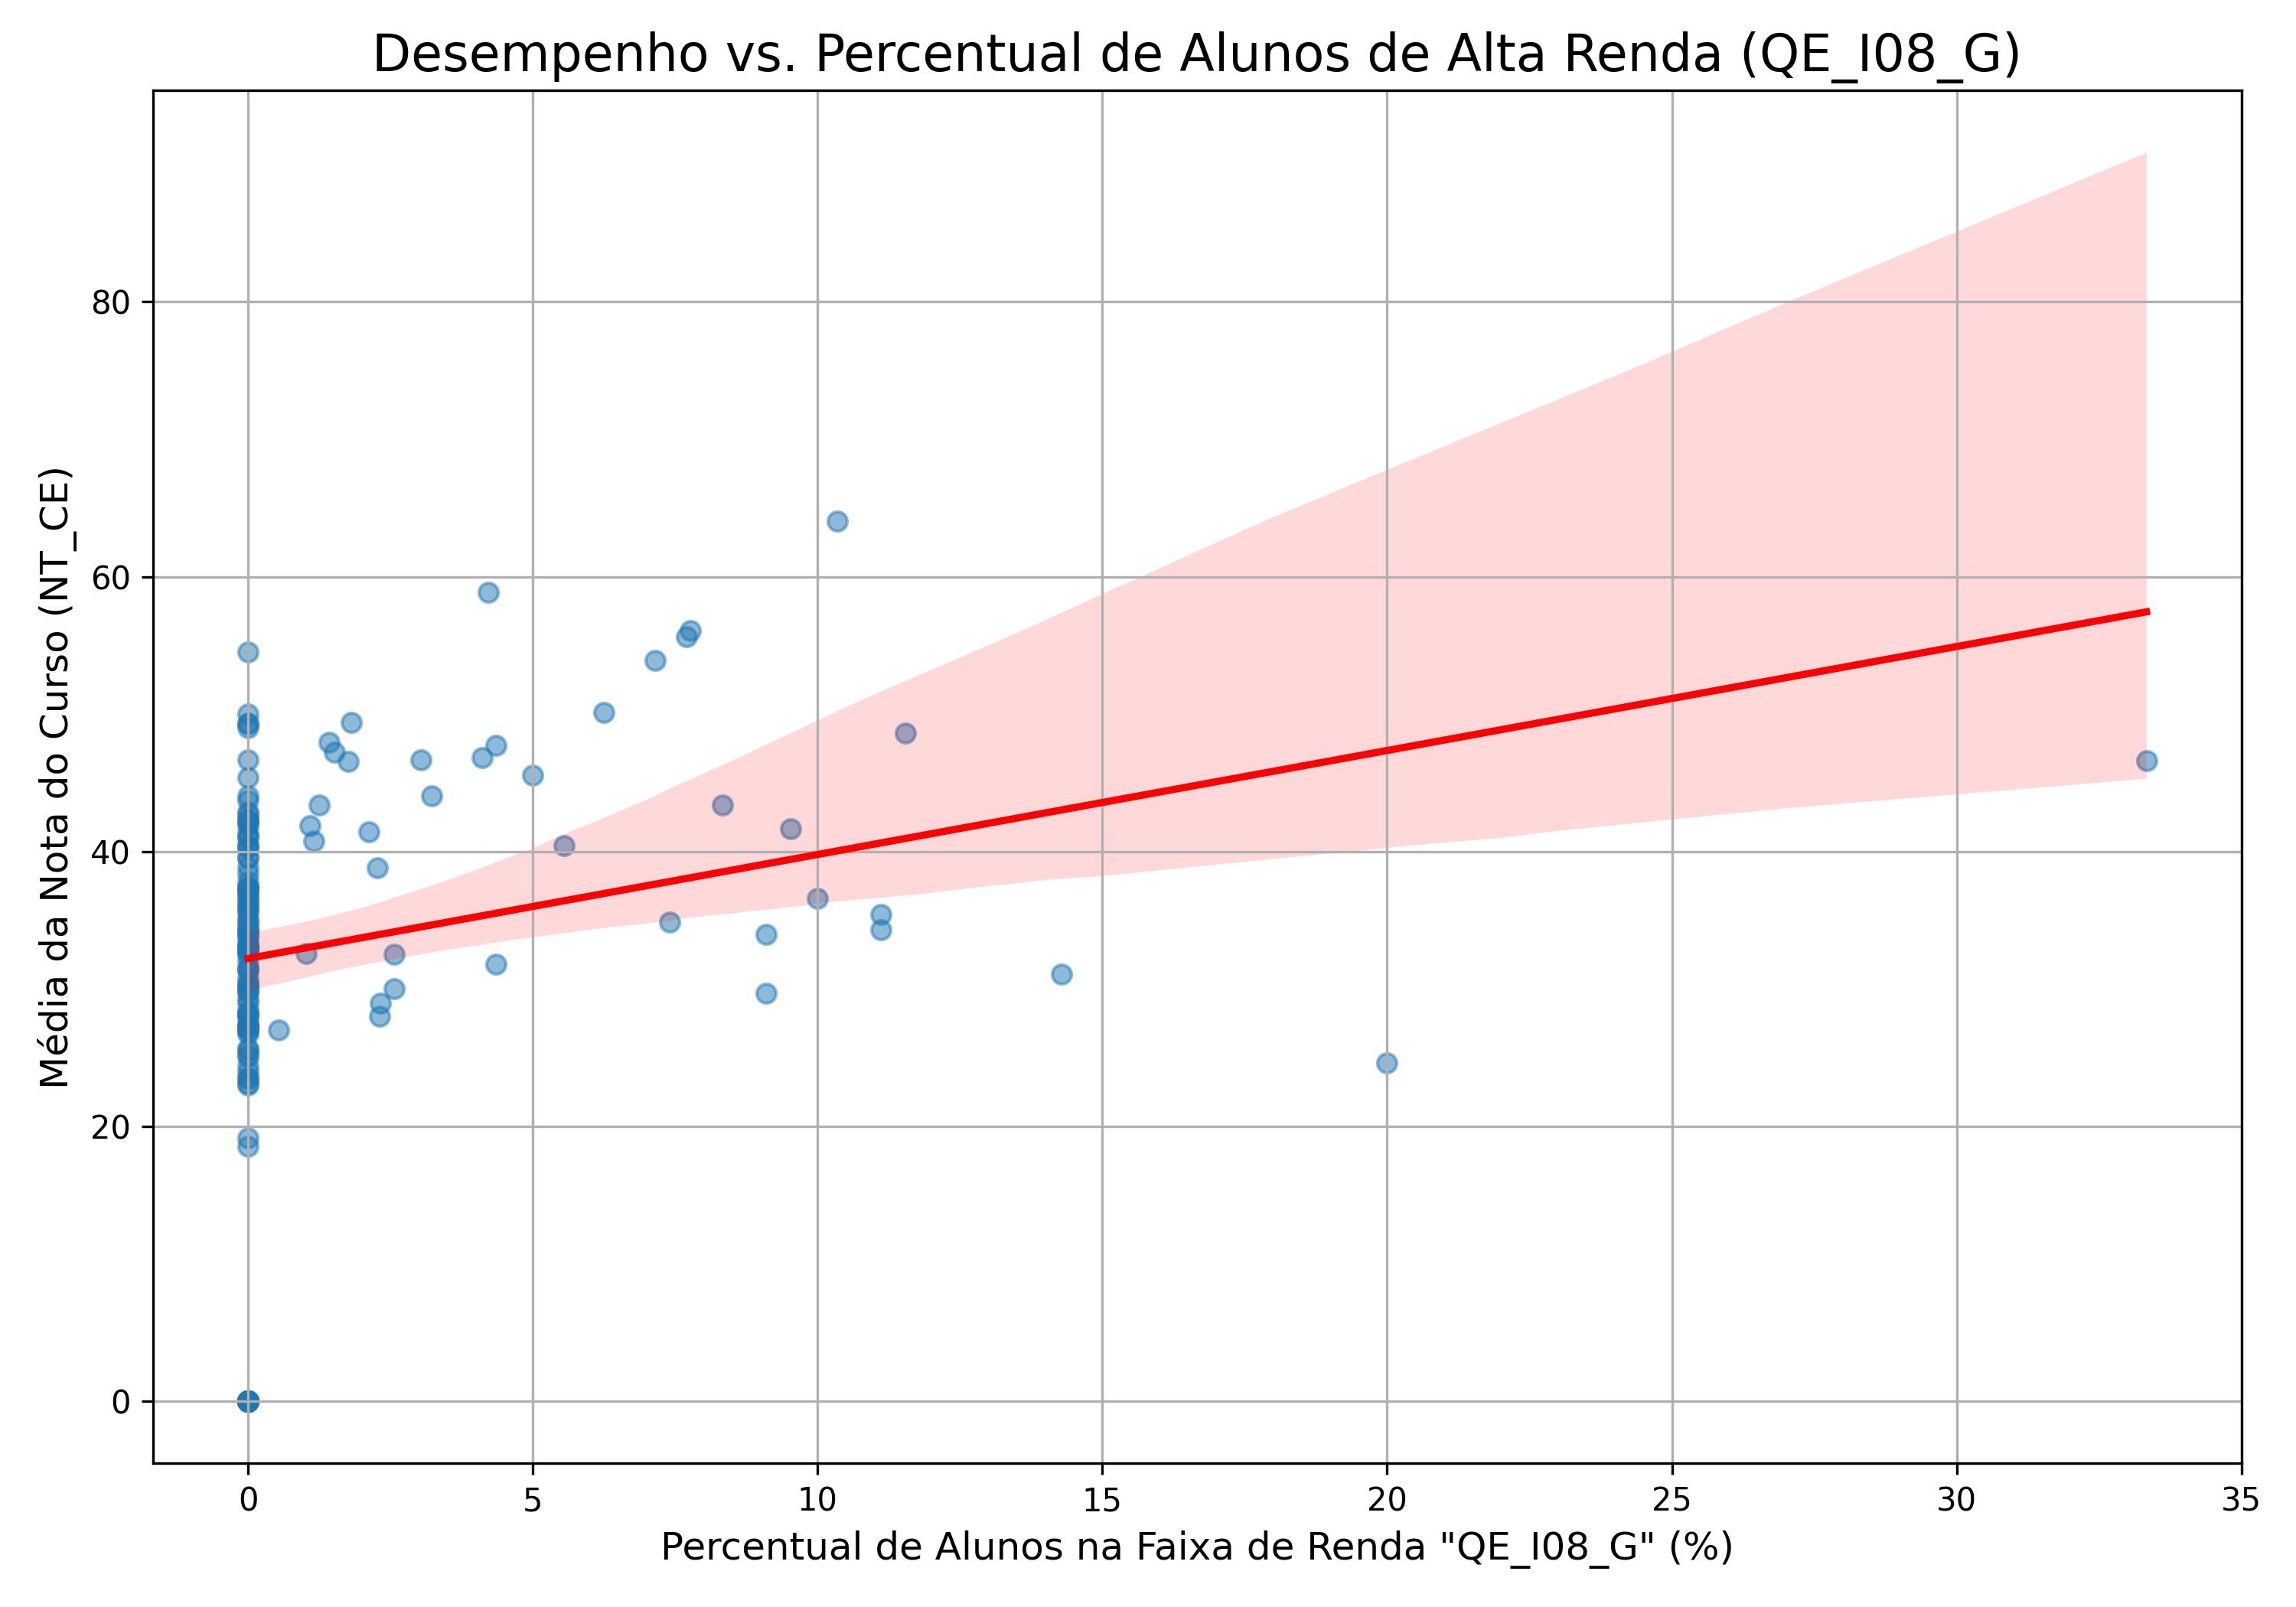 Desempenho vs. Percentual de Alunos de Alta Renda (QE_I08_G)
Média da Nota do Curso (NT_CE)
80
60
40
20
0
0 5 10 15 20 25 30 35
Percentual de Alunos na Faixa de Renda "QE_I08_G" (%)